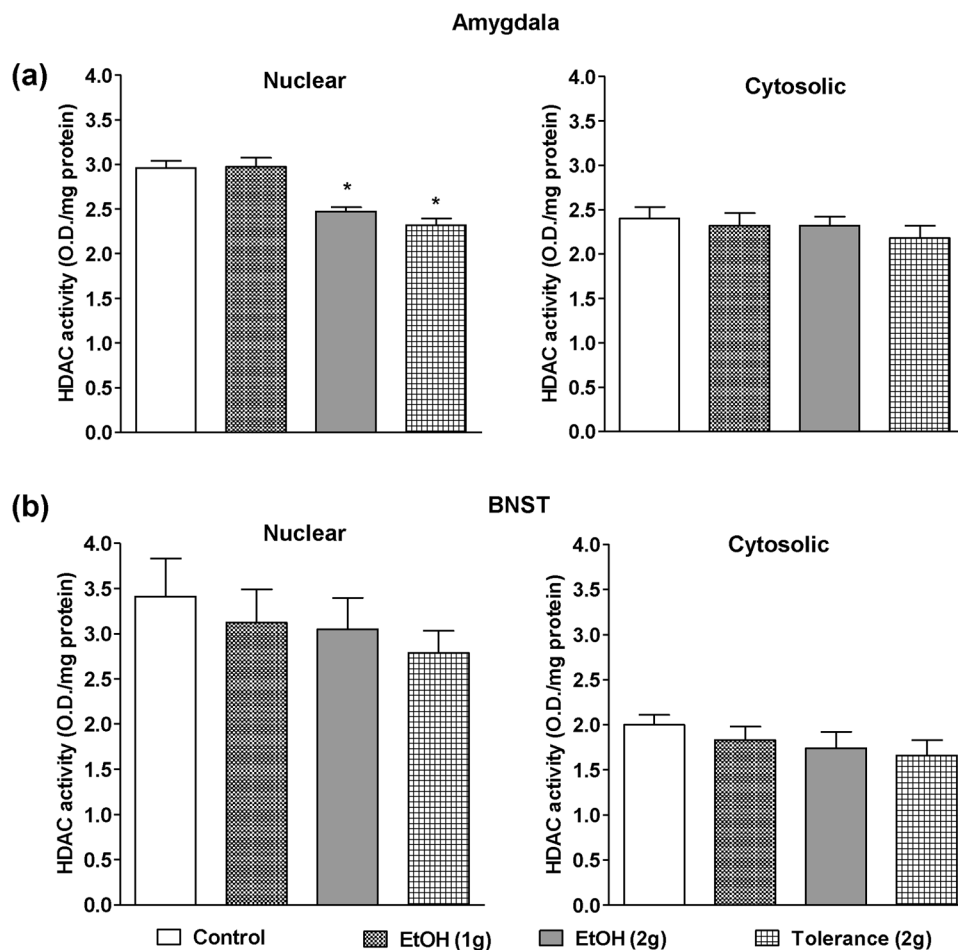 Amygdala
(a)
Nuclear
HDAC activity (O.D./mg protein)
4.0
3.5
3.0
2.5
2.0
1.5
1.0
0.5
0.0
*
*
Cytosolic
HDAC activity (O.D./mg protein)
4.0
3.5
3.0
2.5
2.0
1.5
1.0
0.5
0.0
(b)
BNST
Nuclear
HDAC activity (O.D./mg protein)
4.0
3.5
3.0
2.5
2.0
1.5
1.0
0.5
0.0
Cytosolic
HDAC activity (O.D./mg protein)
4.0
3.5
3.0
2.5
2.0
1.5
1.0
0.5
0.0
Control
EtOH (1g)
EtOH (2g)
Tolerance (2g)